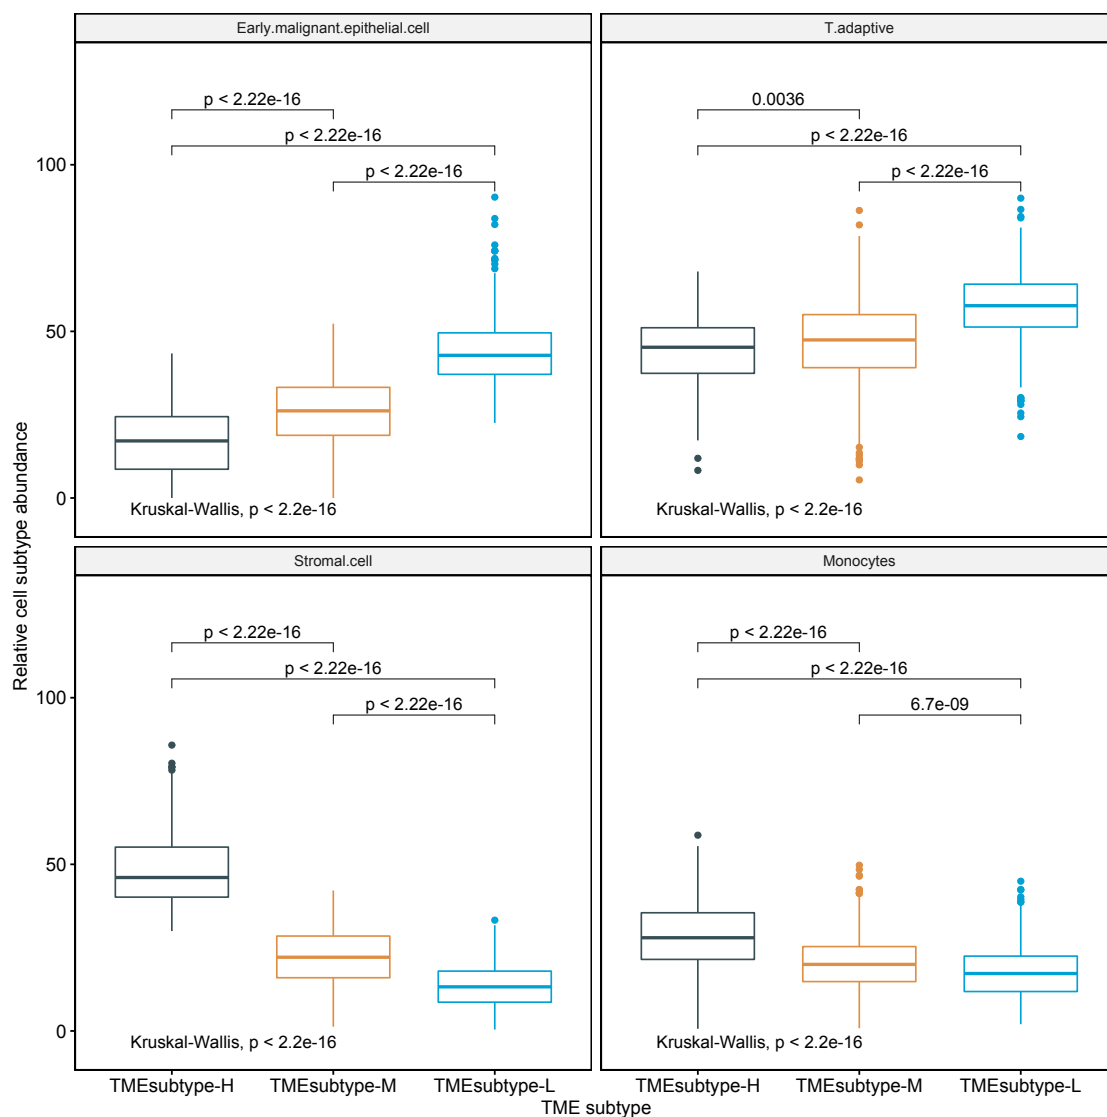 Early.malignant.epithelial.cell
T.adaptive
p < 2.22e-16
p < 2.22e-16
p < 2.22e-16
0.0036
p < 2.22e-16
p < 2.22e-16
100
50
0
Kruskal-Wallis, p < 2.2e-16
Kruskal-Wallis, p < 2.2e-16
Relative cell subtype abundance
Stromal.cell
Monocytes
p < 2.22e-16
p < 2.22e-16
p < 2.22e-16
p < 2.22e-16
p < 2.22e-16
6.7e-09
100
50
0
Kruskal-Wallis, p < 2.2e-16
Kruskal-Wallis, p < 2.2e-16
TMEsubtype-H TMEsubtype-M TMEsubtype-L
TMEsubtype-H TMEsubtype-M TMEsubtype-L
TME subtype